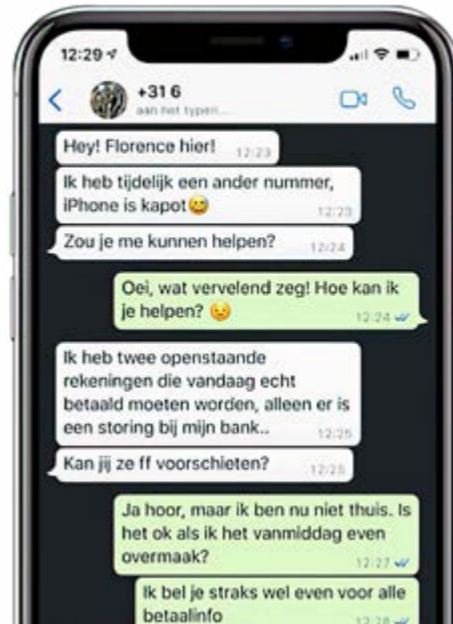 12:29
+31 6
aan het typen...
Hey! Florence hier!
12:23
Ik heb tijdelijk een ander nummer,
iPhone is kapot😅
12:23
Zou je me kunnen helpen?
12:24
Oei, wat vervelend zeg! Hoe kan ik
je helpen? 😉
12:24
Ik heb twee openstaande
rekeningen die vandaag echt
betaald moeten worden, alleen er is
een storing bij mijn bank..
12:25
Kan jij ze ff voorschieten?
12:25
Ja hoor, maar ik ben nu niet thuis. Is
het ok als ik het vanmiddag even
overmaak?
12:27
Ik bel je straks wel even voor alle
betaalinfo
12:28